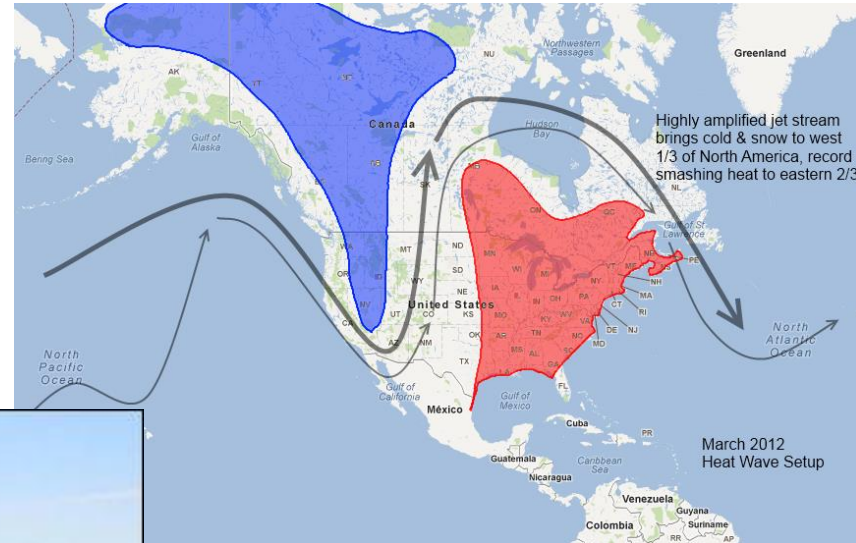 Northwestern
Passages
Greenland
NU
AK
YT
NT
Canada
Hudson
Bay
Highly amplified jet stream
brings cold & snow to west
1/3 of North America, record
smashing heat to eastern 2/3
Gulf of
Alaska
Bering Sea
SK
ON
QC
NL
Gulf of St
Lawrence
PE
WA
MT
ND
MN
NB
ME
OR
SD
WI
VT
NH
WY
IA
MI
NY
MA
NV
NE
IL
IN
OH
PA
CT
RI
United States
CA
UT
CO
KS
MO
KY
WV
VA
DE
NJ
MD
AZ
NM
OK
AR
TN
NC
TX
MS
AL
SC
LA
FL
North
Pacific
Ocean
North
Atlantic
Ocean
Gulf of
California
Gulf of
Mexico
México
Cuba
PR
Guatemala
Caribbean
Sea
Nicaragua
March 2012
Heat Wave Setup
Venezuela
Guyana
Colombia
Suriname
RR
AP